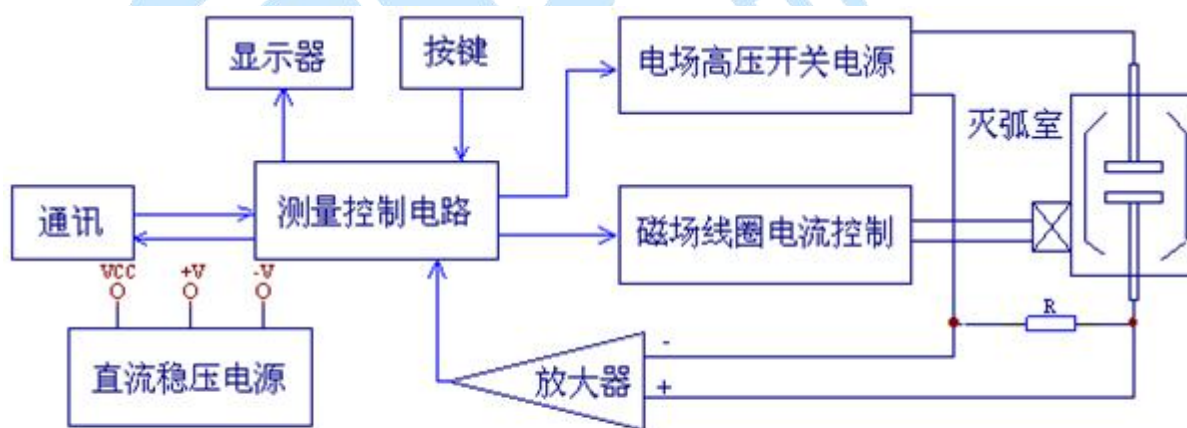 显示器
按键
电场高压开关电源
灭弧室
通讯
测量控制电路
磁场线圈电流控制
VCC
+V
-V
直流稳压电源
放大器
-
+
R